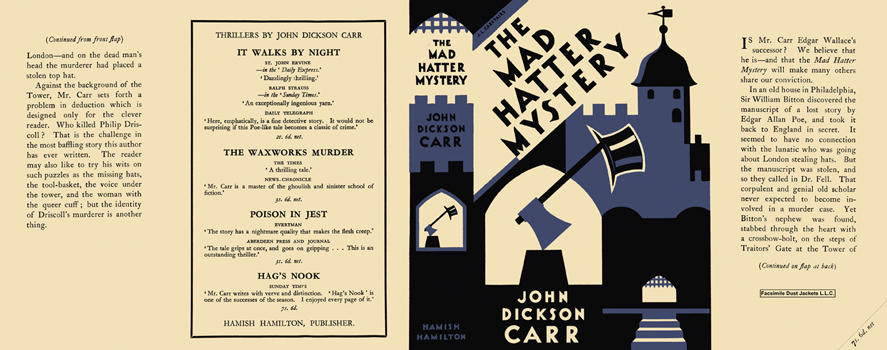 (Continued from front flap)
London—and on the dead man's
head the murderer had placed a
stolen top hat.
Against the background of the
Tower, Mr. Carr sets forth a
problem in deduction which is
designed only for the clever
reader. Who killed Philip Dris-
coll? That is the challenge in
the most baffling story this author
has ever written. The reader
may also like to try his wits on
such puzzles as the missing hats,
the tool-basket, the voice under
the tower, and the woman with
the queer cuff; but the identity
of Driscoll's murderer is another
thing.
THRILLERS BY JOHN DICKSON CARR
IT WALKS BY NIGHT
ST. JOHN ERVINE
—in the 'Daily Express.'
'Dazzlingly thrilling.'
RALPH STRAUSS
—in the 'Sunday Times.'
'An exceptionally ingenious yarn.'
DAILY TELEGRAPH
'Here, emphatically, is a fine detective story. It would not be
surprising if this Poe-like tale becomes a classic of crime.'
2s. 6d. net.
THE WAXWORKS MURDER
THE TIMES
'A thrilling tale.'
NEWS-CHRONICLE
'Mr. Carr is a master of the ghoulish and sinister school of
fiction.'
3s. 6d. net.
POISON IN JEST
EVERYMAN
'The story has a nightmare quality that makes the flesh creep.'
ABERDEEN PRESS AND JOURNAL
'The tale grips at once, and goes on gripping . . . This is an
outstanding thriller.'
3s. 6d. net.
HAG'S NOOK
SUNDAY TIMES
'Mr. Carr writes with verve and distinction. 'Hag's Nook' is
one of the successes of the season. I enjoyed every page of it.'
7s. 6d.
HAMISH HAMILTON, PUBLISHER.
THE
MAD
HATTER
MYSTERY
JOHN
DICKSON
CARR
HAMISH
HAMILTON
THE
MAD
HATTER
MYSTERY
JOHN
DICKSON
CARR
IS Mr. Carr Edgar Wallace's
successor? We believe that
he is—and that the Mad Hatter
Mystery will make many others
share our conviction.
In an old house in Philadelphia,
Sir William Bitton discovered the
manuscript of a lost story by
Edgar Allan Poe, and took it
back to England in secret. It
seemed to have no connection
with the lunatic who was going
about London stealing hats. But
the manuscript was stolen, and
so they called in Dr. Fell. That
corpulent and genial old scholar
never expected to become in-
volved in a murder case. Yet
Bitton's nephew was found,
stabbed through the heart with
a crossbow-bolt, on the steps of
Traitors' Gate at the Tower of
(Continued on flap at back)
Facsimile Dust Jackets L.L.C.
7s. 6d. net